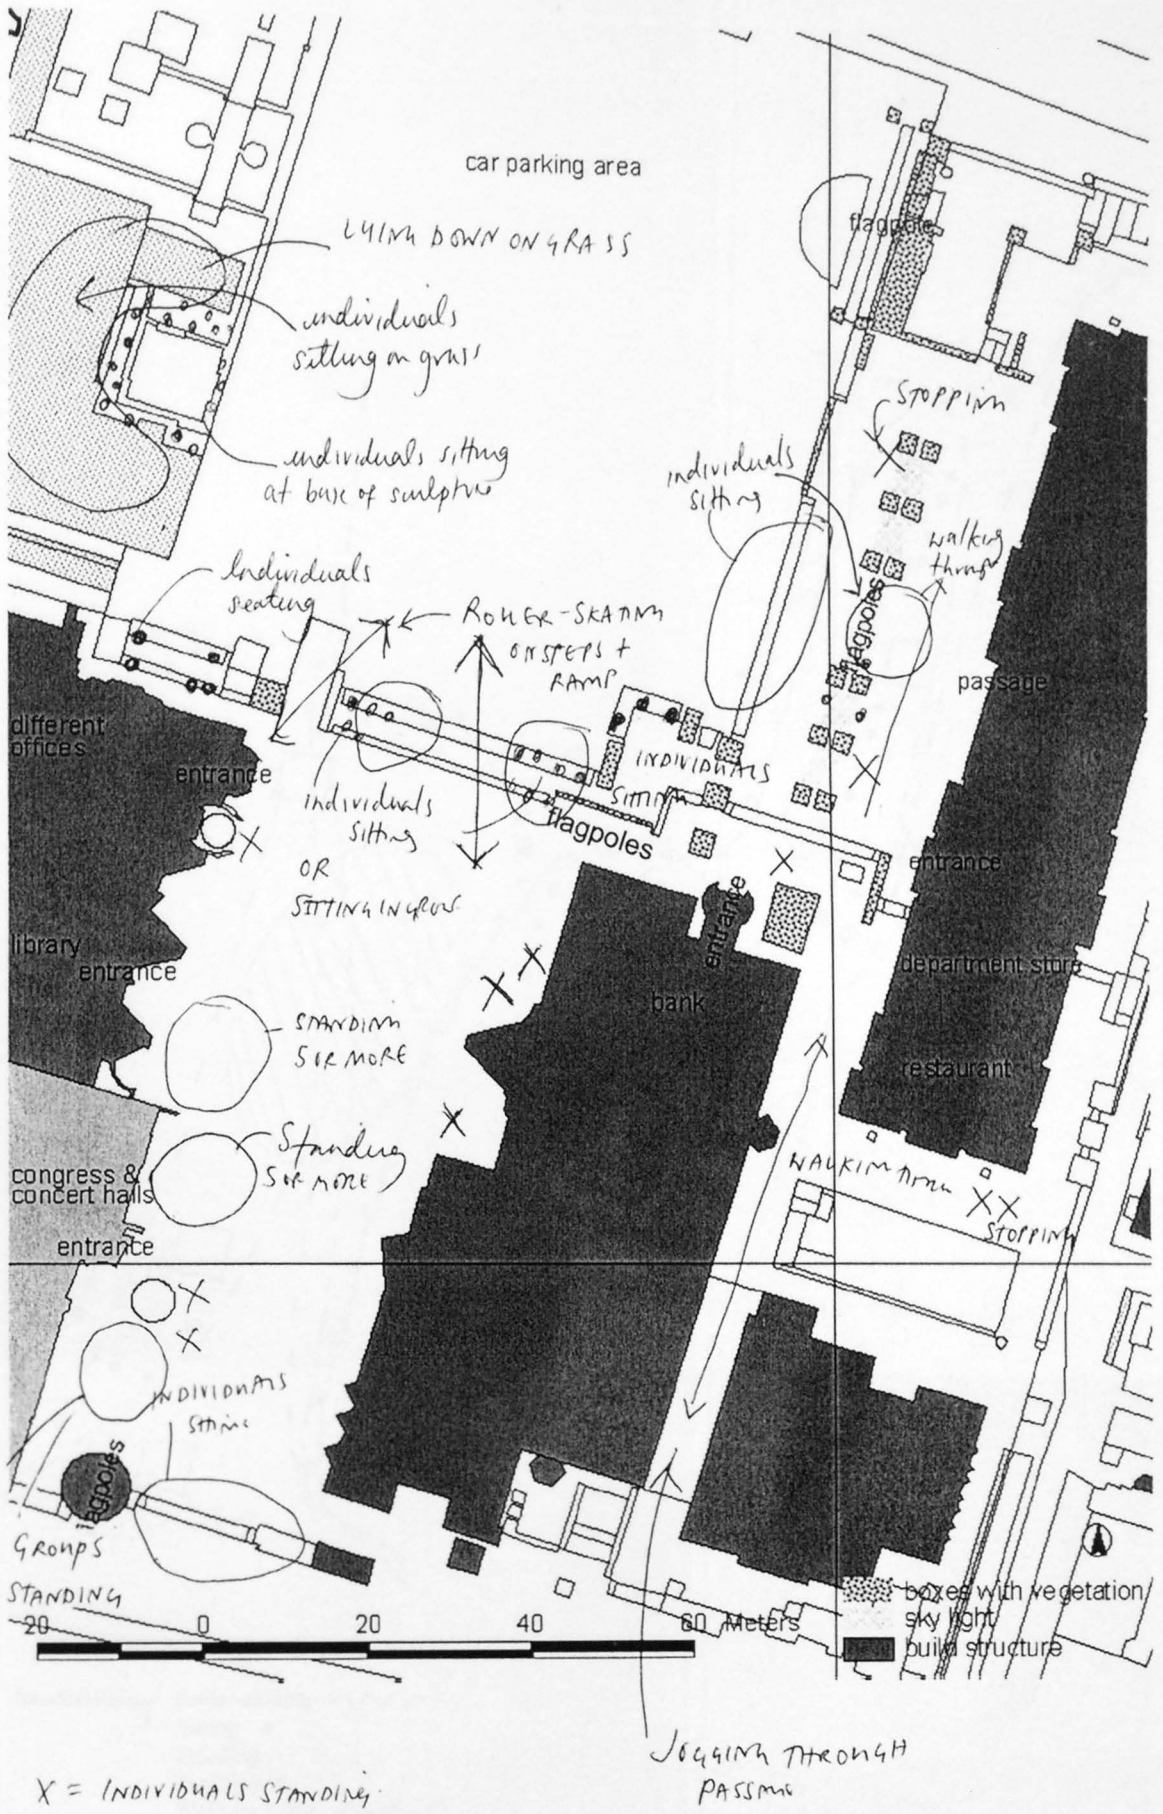 car parking area
LYING DOWN ON GRASS
flagpole
individuals
sitting on grass
STOPPING
individuals sitting
at base of sculpture
individuals
sitting
walking
Individuals
seating
ROLLER-SKATING
ON STEPS +
RAMP
flagpoles
passage
different
offices
entrance
INDIVIDUALS
SITTING
individuals
sitting
OR
SITTING IN GROUP
flagpoles
entrance
entrance
library
entrance
department store
bank
STANDING
5 OR MORE
restaurant
Standing
5 OR MORE
congress &
concert halls
entrance
WALKING
STOPPING
INDIVIDUALS
flagpoles
GROUPS
STANDING
boxes with vegetation
sky light
build structure
20 0 20 40 60 Meters
JOGGING THROUGH
PASSAGE
X = INDIVIDUALS STANDING